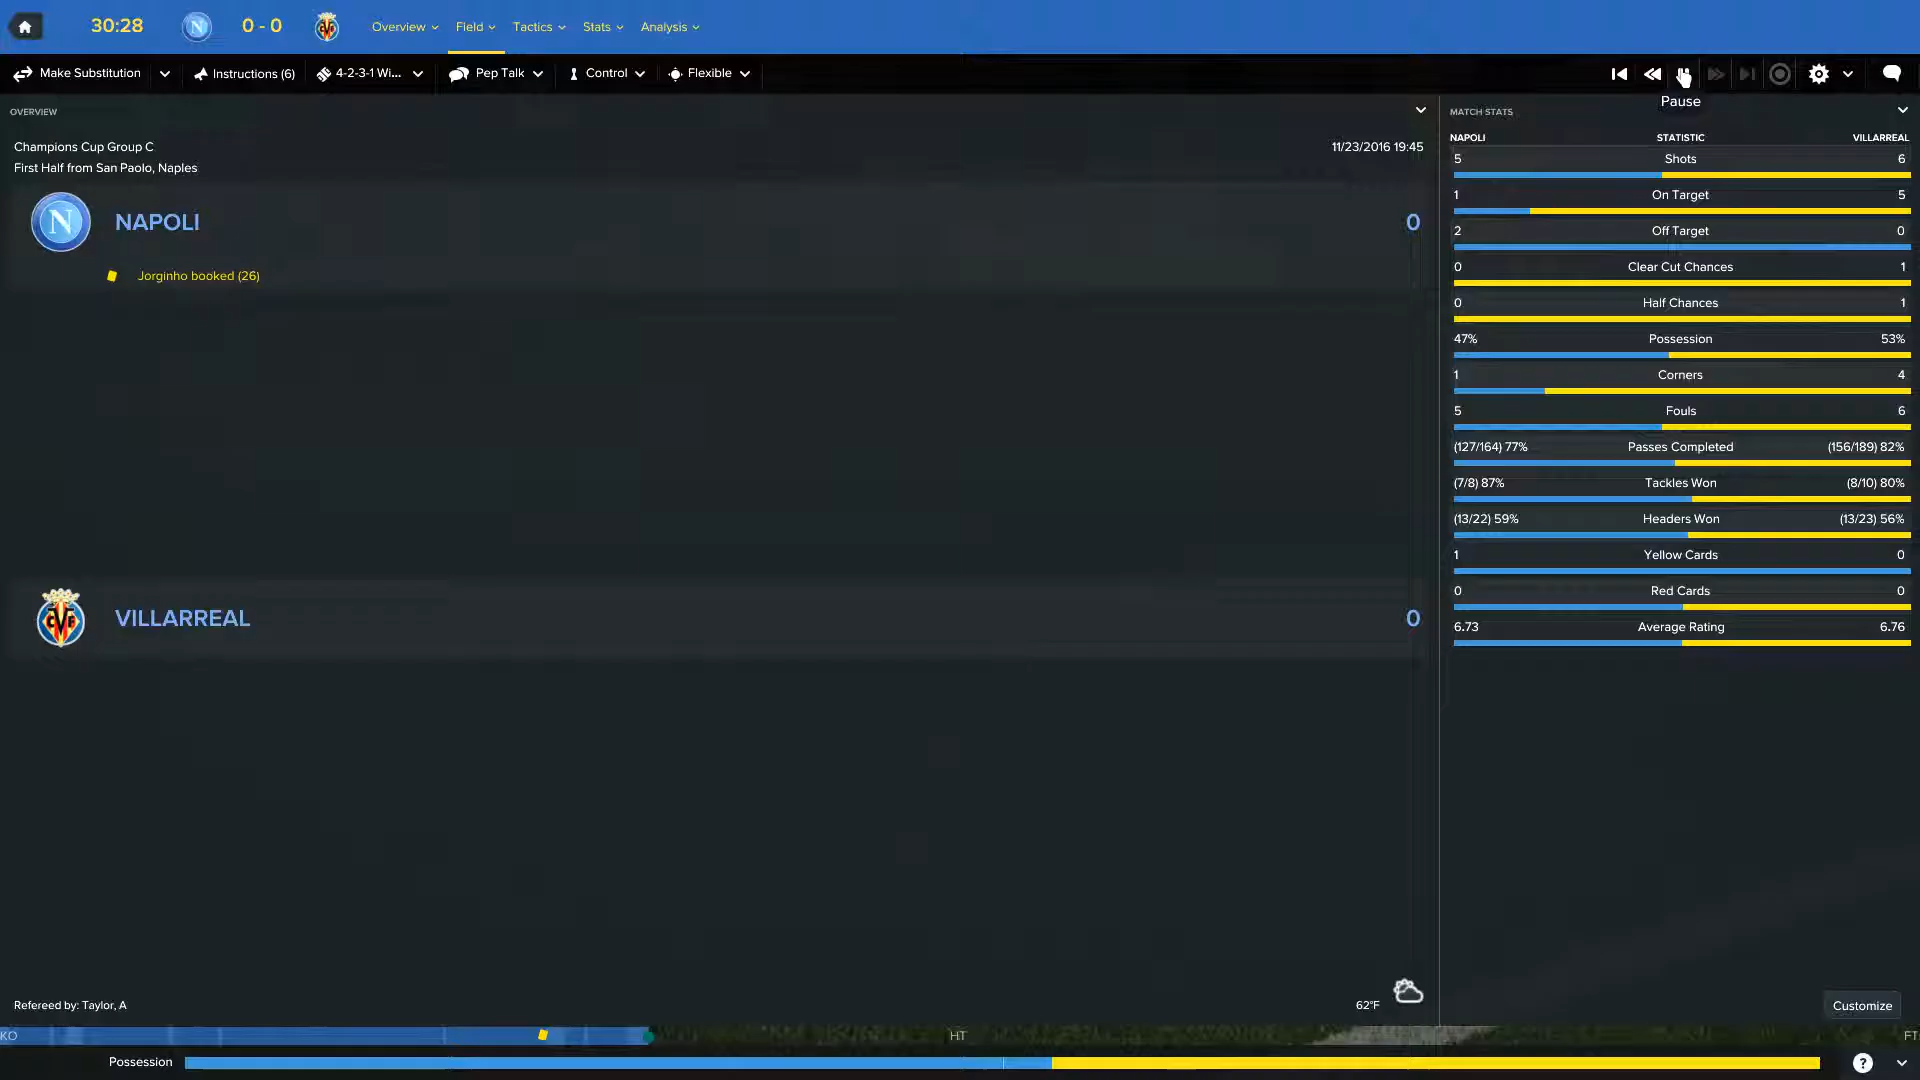 30:28
0 - 0
Overview
Field
Tactics
Stats
Analysis
Make Substitution
Instructions (6)
4-2-3-1 Wi...
Pep Talk
Control
Flexible
Pause
OVERVIEW
Champions Cup Group C
11/23/2016 19:45
First Half from San Paolo, Naples
N NAPOLI 0
Jorginho booked (26)
CVF VILLARREAL 0
Refereed by: Taylor, A
62°F
MATCH STATS
NAPOLI STATISTIC VILLARREAL
5 Shots 6
1 On Target 5
2 Off Target 0
0 Clear Cut Chances 1
0 Half Chances 1
47% Possession 53%
1 Corners 4
5 Fouls 6
(127/164) 77% Passes Completed (156/189) 82%
(7/8) 87% Tackles Won (8/10) 80%
(13/22) 59% Headers Won (13/23) 56%
1 Yellow Cards 0
0 Red Cards 0
6.73 Average Rating 6.76
Customize
KO HT FT
Possession
?